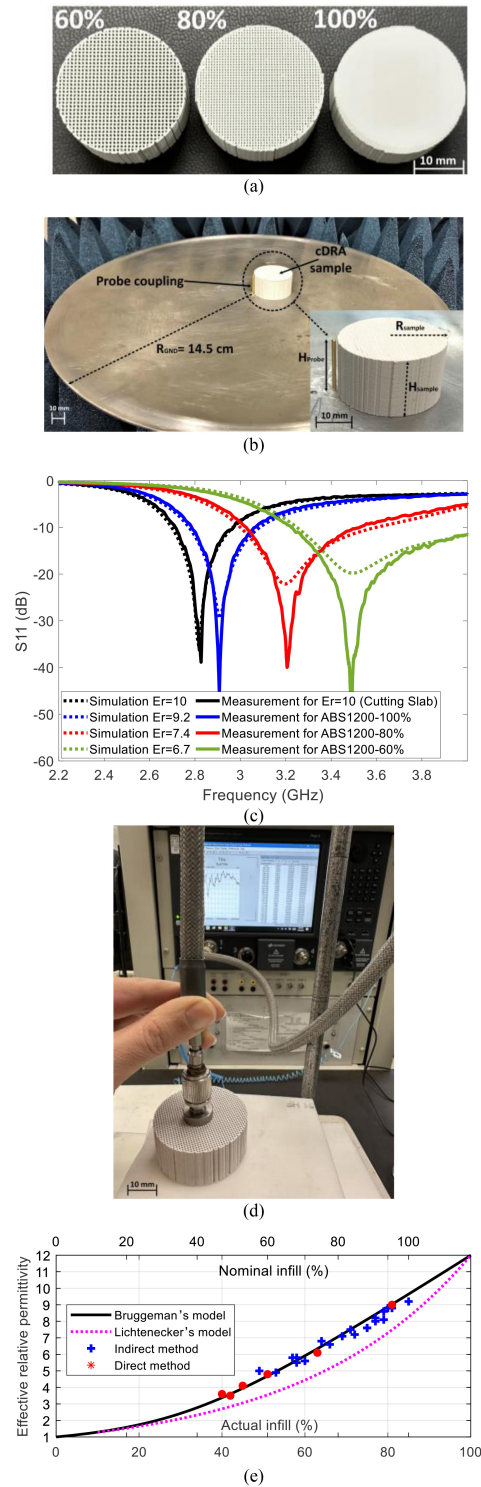 60% 80% 100%
10 mm
(a)
cDRA
sample
Probe coupling
RGND= 14.5 cm
Rsample
HProbe
Hsample
10 mm
10 mm
(b)
0
-10
-20
-30
-40
-50
-60
S11 (dB)
Simulation Er=10
Simulation Er=9.2
Simulation Er=7.4
Simulation Er=6.7
Measurement for Er=10 (Cutting Slab)
Measurement for ABS1200-100%
Measurement for ABS1200-80%
Measurement for ABS1200-60%
2.2 2.4 2.6 2.8 3 3.2 3.4 3.6 3.8
Frequency (GHz)
(c)
10 mm
(d)
0 20 40 60 80 100
Nominal infill (%)
Effective relative permittivity
12
11
10
9
8
7
6
5
4
3
2
1
Bruggeman's model
Lichtenecker's model
Indirect method
Direct method
Actual infill (%)
0 20 40 60 80 100
(e)